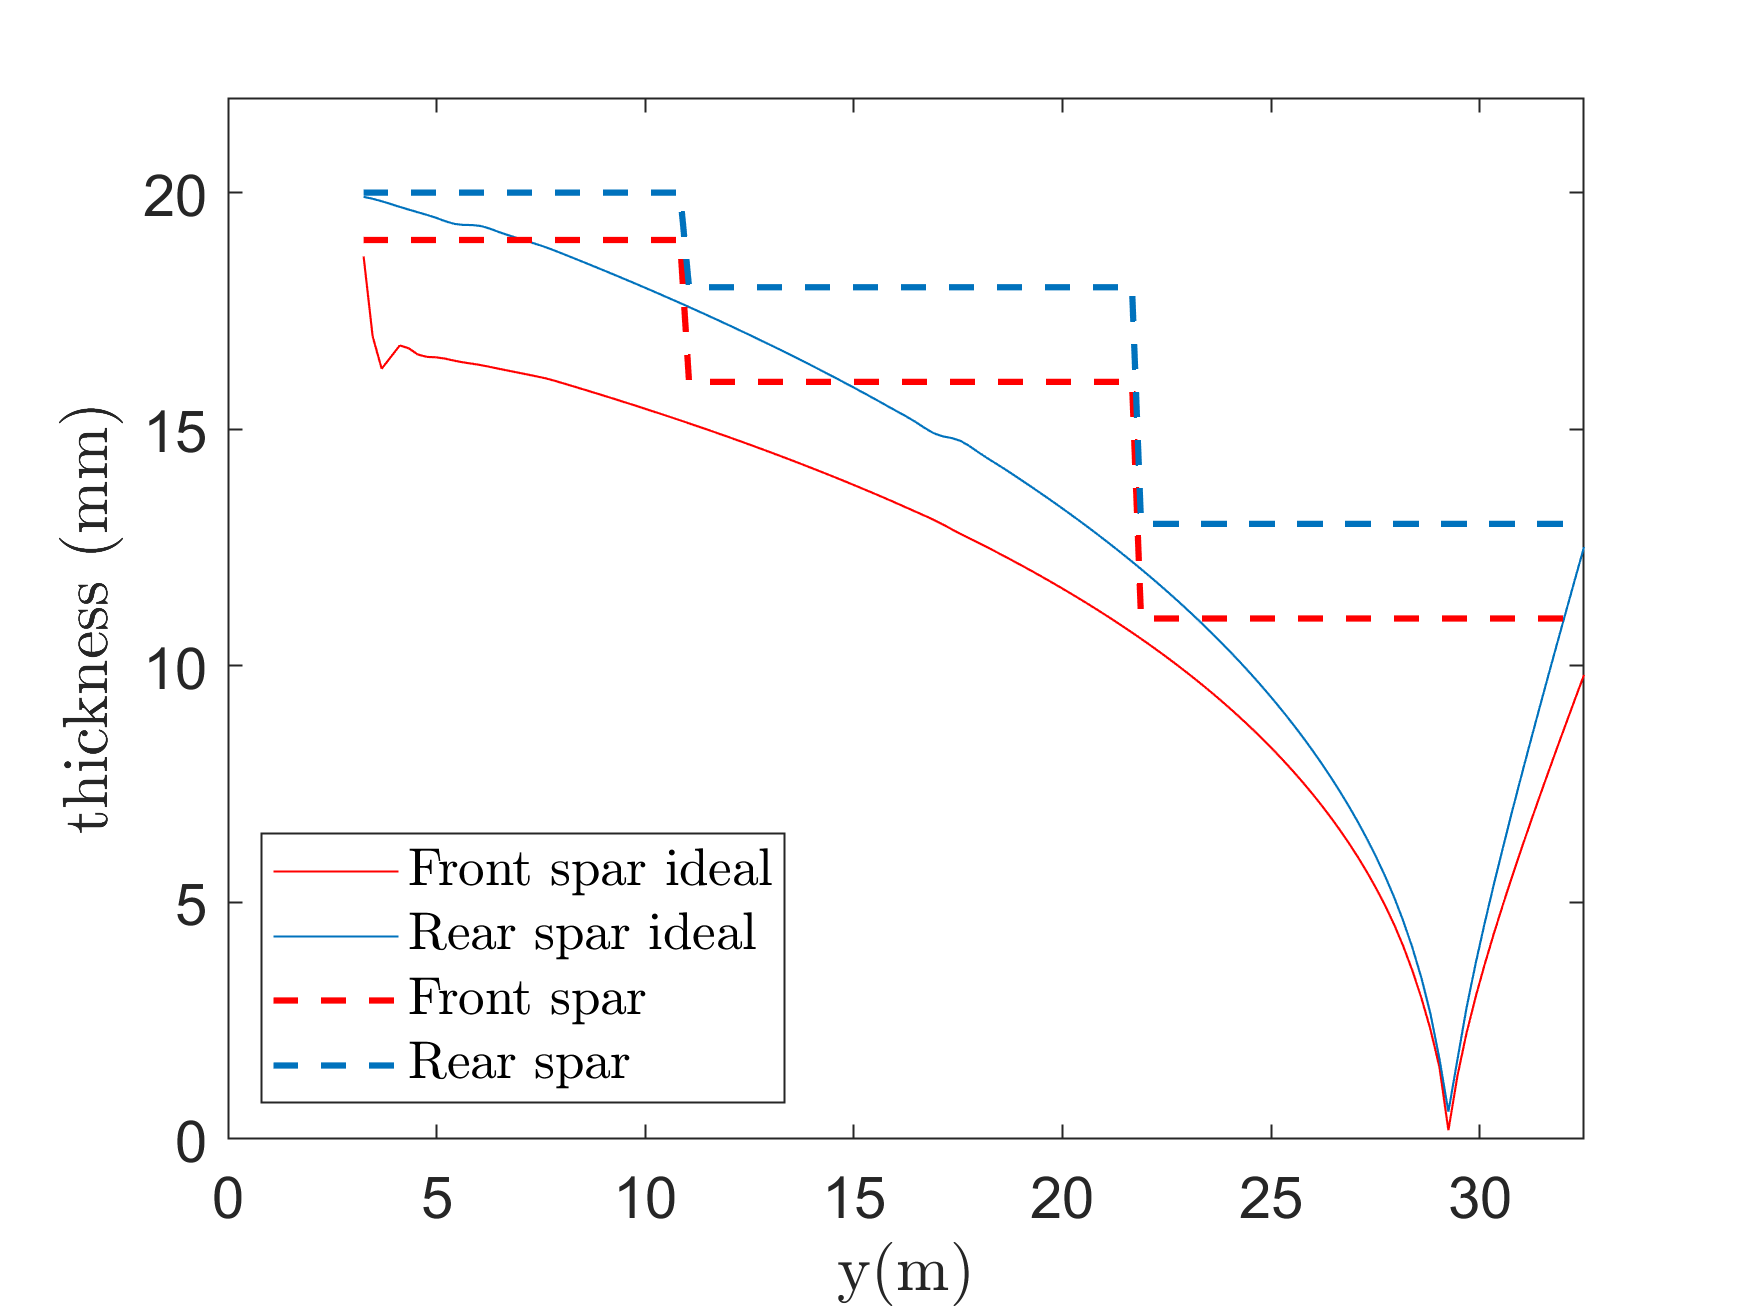 20
15
10
5
0
thickness (mm)
Front spar ideal
Rear spar ideal
Front spar
Rear spar
0 5 10 15 20 25 30
y(m)